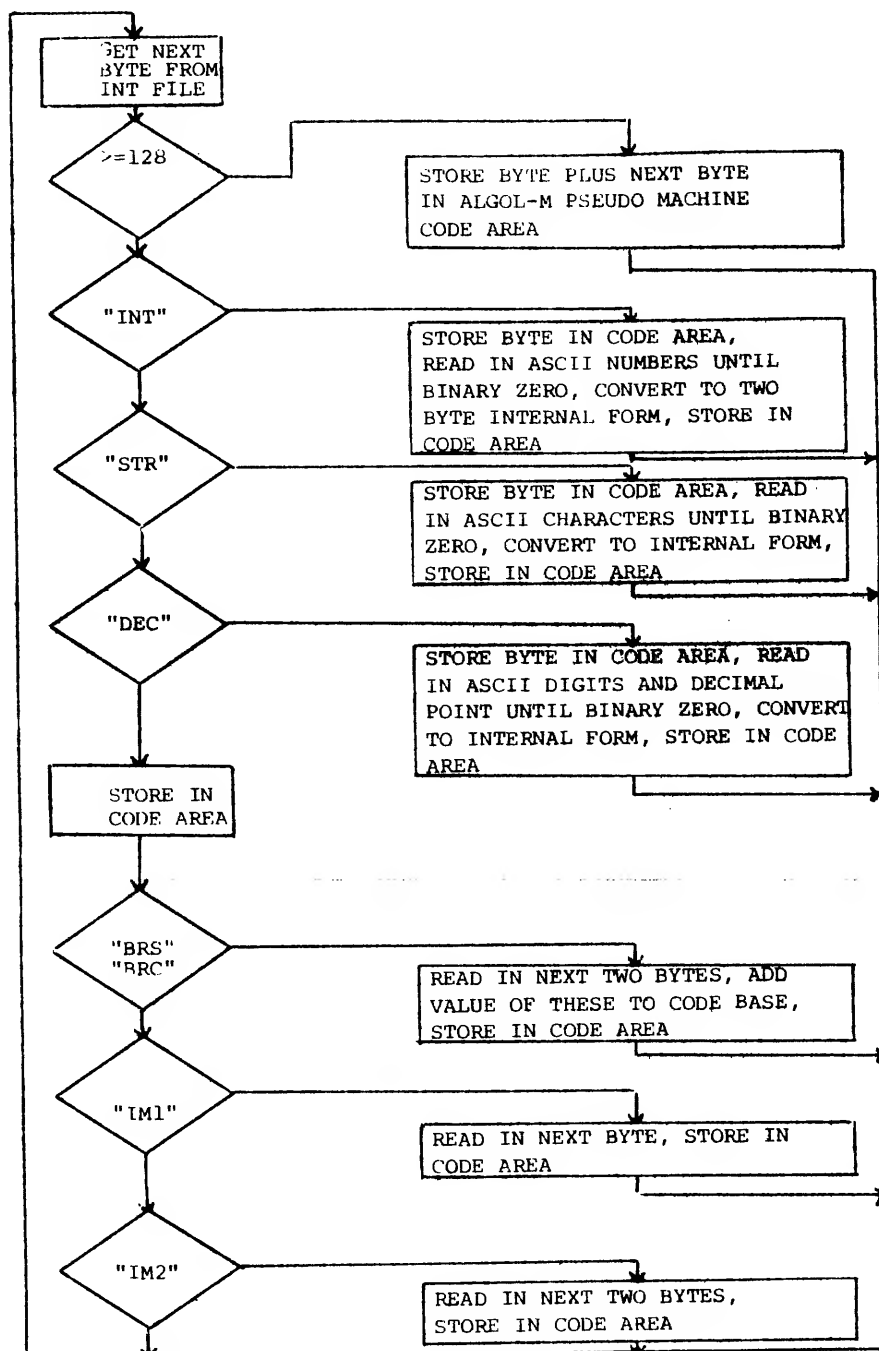 GET NEXT
BYTE FROM
INT FILE
>=128
STORE BYTE PLUS NEXT BYTE
IN ALGOL-M PSEUDO MACHINE
CODE AREA
"INT"
STORE BYTE IN CODE AREA,
READ IN ASCII NUMBERS UNTIL
BINARY ZERO, CONVERT TO TWO
BYTE INTERNAL FORM, STORE IN
CODE AREA
"STR"
STORE BYTE IN CODE AREA, READ
IN ASCII CHARACTERS UNTIL BINARY
ZERO, CONVERT TO INTERNAL FORM,
STORE IN CODE AREA
"DEC"
STORE BYTE IN CODE AREA, READ
IN ASCII DIGITS AND DECIMAL
POINT UNTIL BINARY ZERO, CONVERT
TO INTERNAL FORM, STORE IN CODE
AREA
STORE IN
CODE AREA
"BRS"
"BRC"
READ IN NEXT TWO BYTES, ADD
VALUE OF THESE TO CODE BASE,
STORE IN CODE AREA
"IM1"
READ IN NEXT BYTE, STORE IN
CODE AREA
"IM2"
READ IN NEXT TWO BYTES,
STORE IN CODE AREA